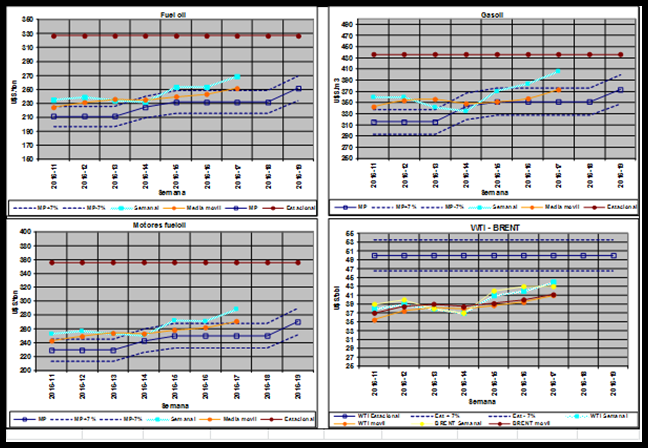 Fuel oil
US$/ton
350
330
310
290
270
250
230
210
190
170
150
2016-11
2016-12
2016-13
2016-14
2016-15
2016-16
2016-17
2016-18
2016-19
Semana
MP+7%
MP-7%
Semanal
Media movil
MP
Estacional
Gasoil
US$/m3
490
470
450
430
410
390
370
350
330
310
290
270
250
2016-11
2016-12
2016-13
2016-14
2016-15
2016-16
2016-17
2016-18
2016-19
Semana
MP
MP+7%
MP-7%
Semanal
Media movil
Estacional
Motores fueloil
US$/ton
400
380
360
340
320
300
280
260
240
220
200
2016-11
2016-12
2016-13
2016-14
2016-15
2016-16
2016-17
2016-18
2016-19
Semana
MP
MP+7%
MP-7%
Semanal
Media movil
Estacional
WTI - BRENT
US$/bbl
55
53
51
49
47
45
43
41
39
37
35
33
31
29
27
25
2016-11
2016-12
2016-13
2016-14
2016-15
2016-16
2016-17
2016-18
2016-19
Semana
WTI Estacional
Est + 7%
Est - 7%
WTI Semanal
WTI movil
BRENT Semanal
BRENT movil